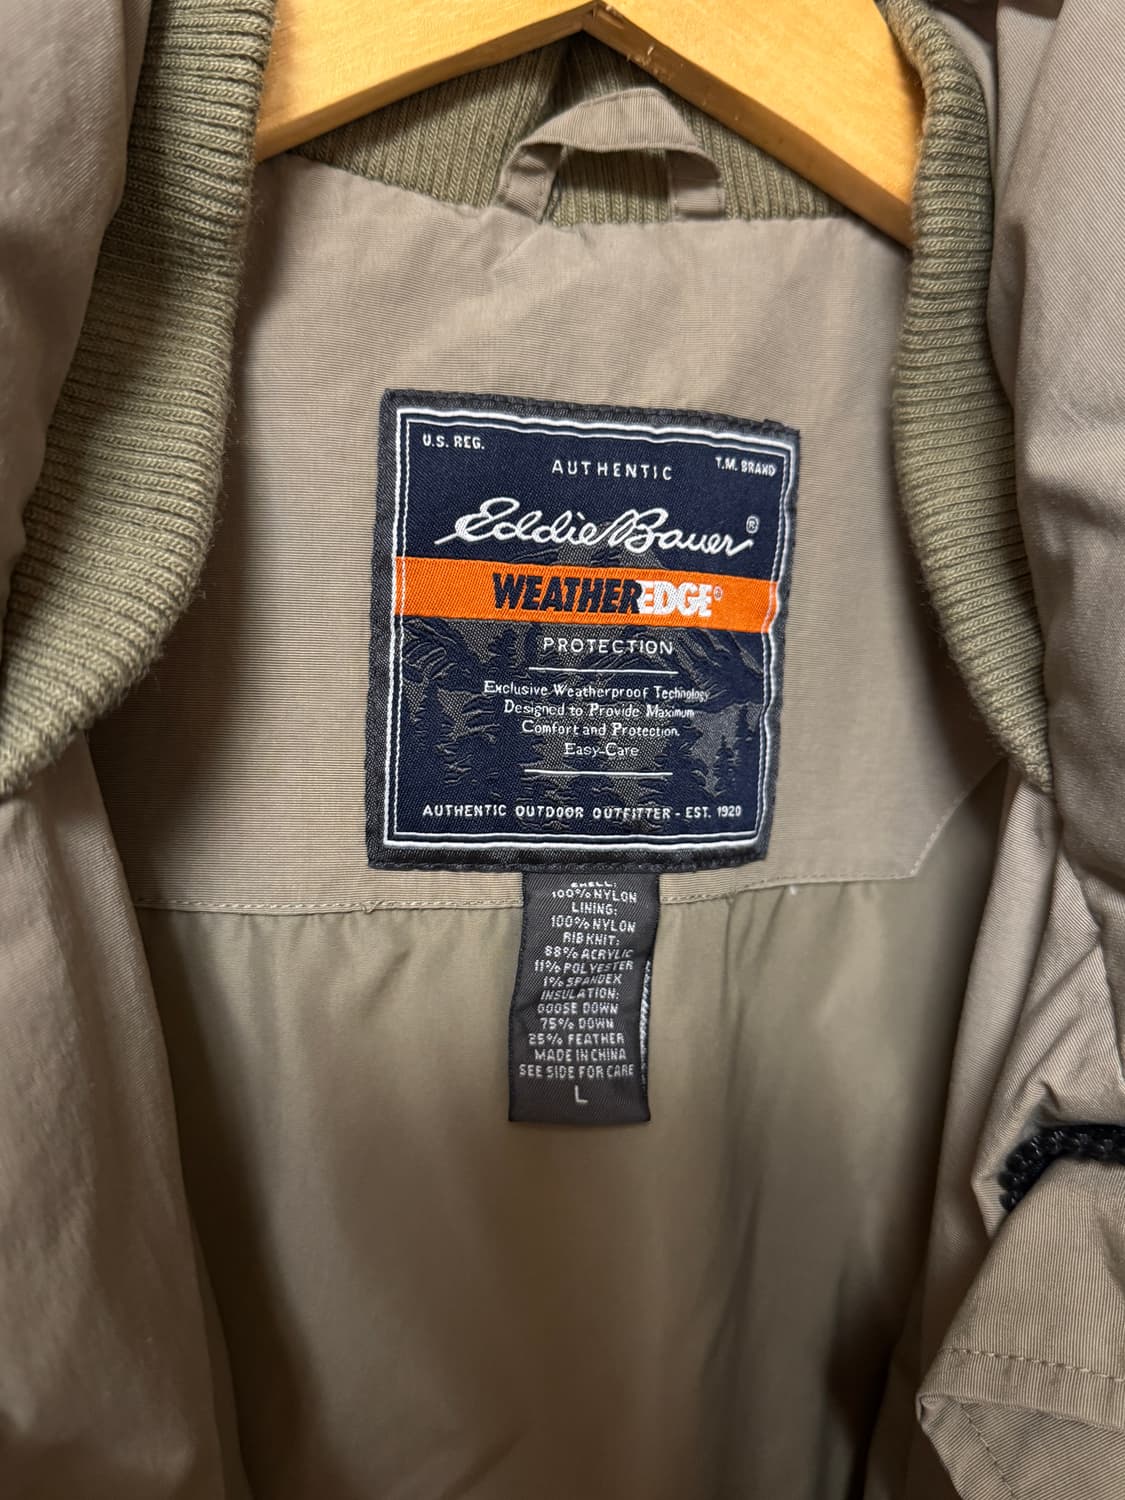 U.S. REG.
T.M. BRAND
AUTHENTIC
Eddie Bauer®
WEATHEREDGE®
PROTECTION
Exclusive Weatherproof Technology
Designed to Provide Maximum
Comfort and Protection.
Easy-Care
AUTHENTIC OUTDOOR OUTFITTER - EST. 1920
SHELL:
100% NYLON
LINING:
100% NYLON
RIB KNIT:
88% ACRYLIC
11% POLYESTER
1% SPANDEX
INSULATION:
GOOSE DOWN
75% DOWN
25% FEATHER
MADE IN CHINA
SEE SIDE FOR CARE
L